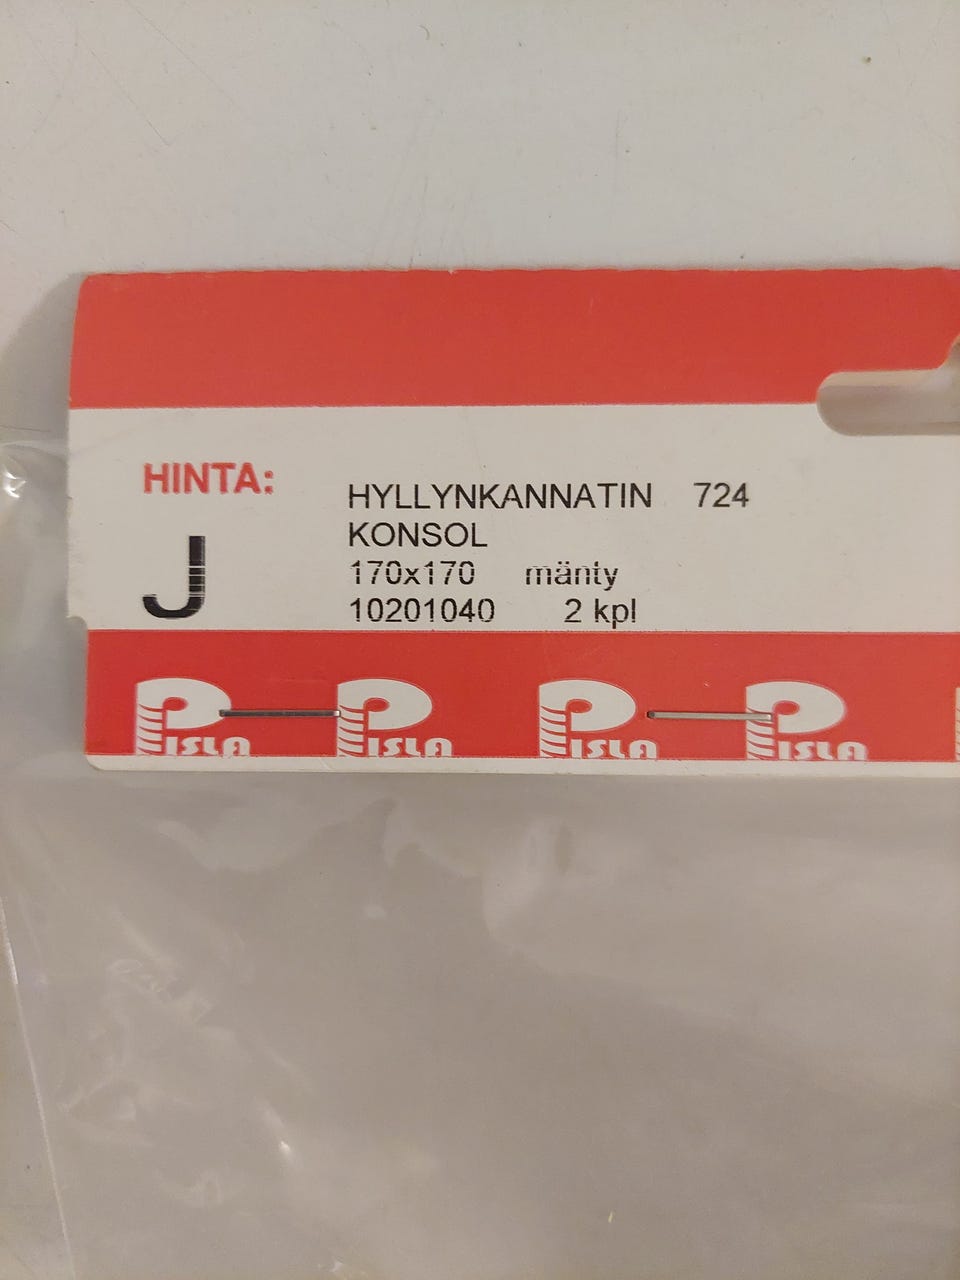 HINTA:
J
HYLLYNKANNATIN 724
KONSOL
170x170 mänty
10201040 2 kpl
PISLA PISLA PISLA PISLA